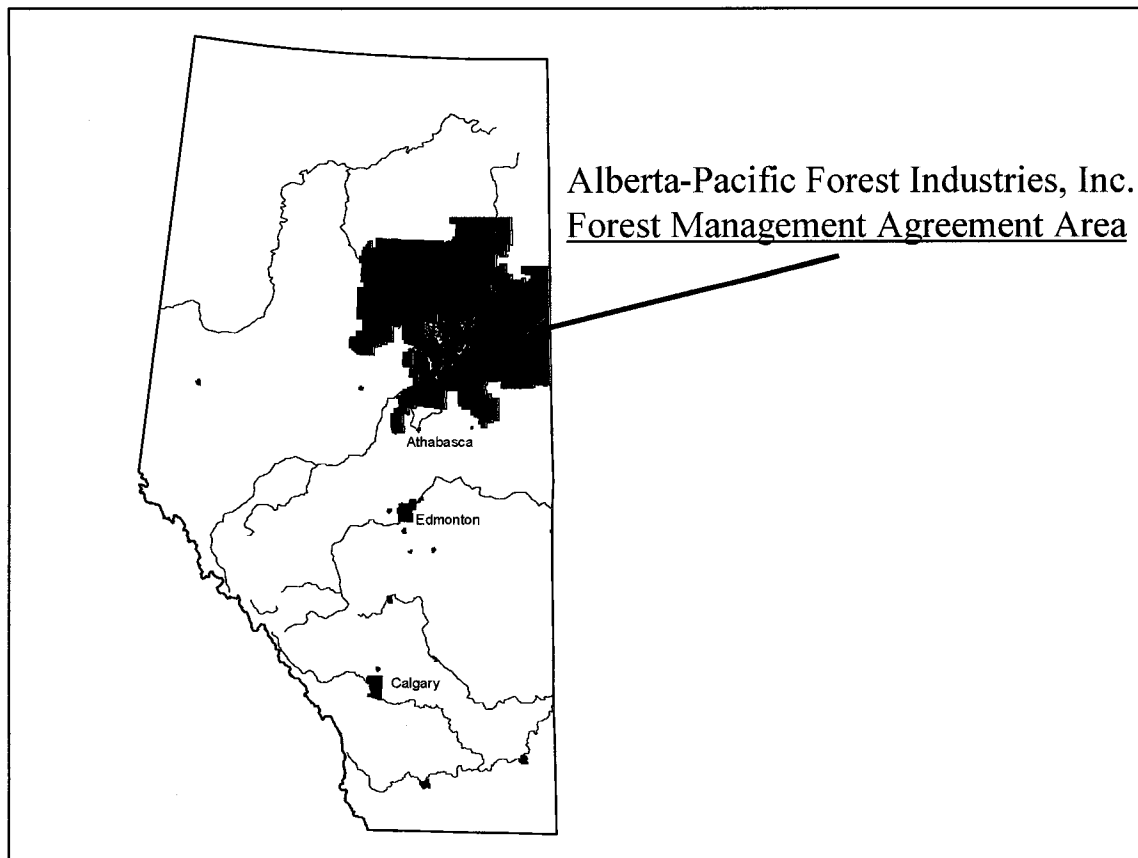 Alberta-Pacific Forest Industries, Inc.
Forest Management Agreement Area
Athabasca
Edmonton
Calgary